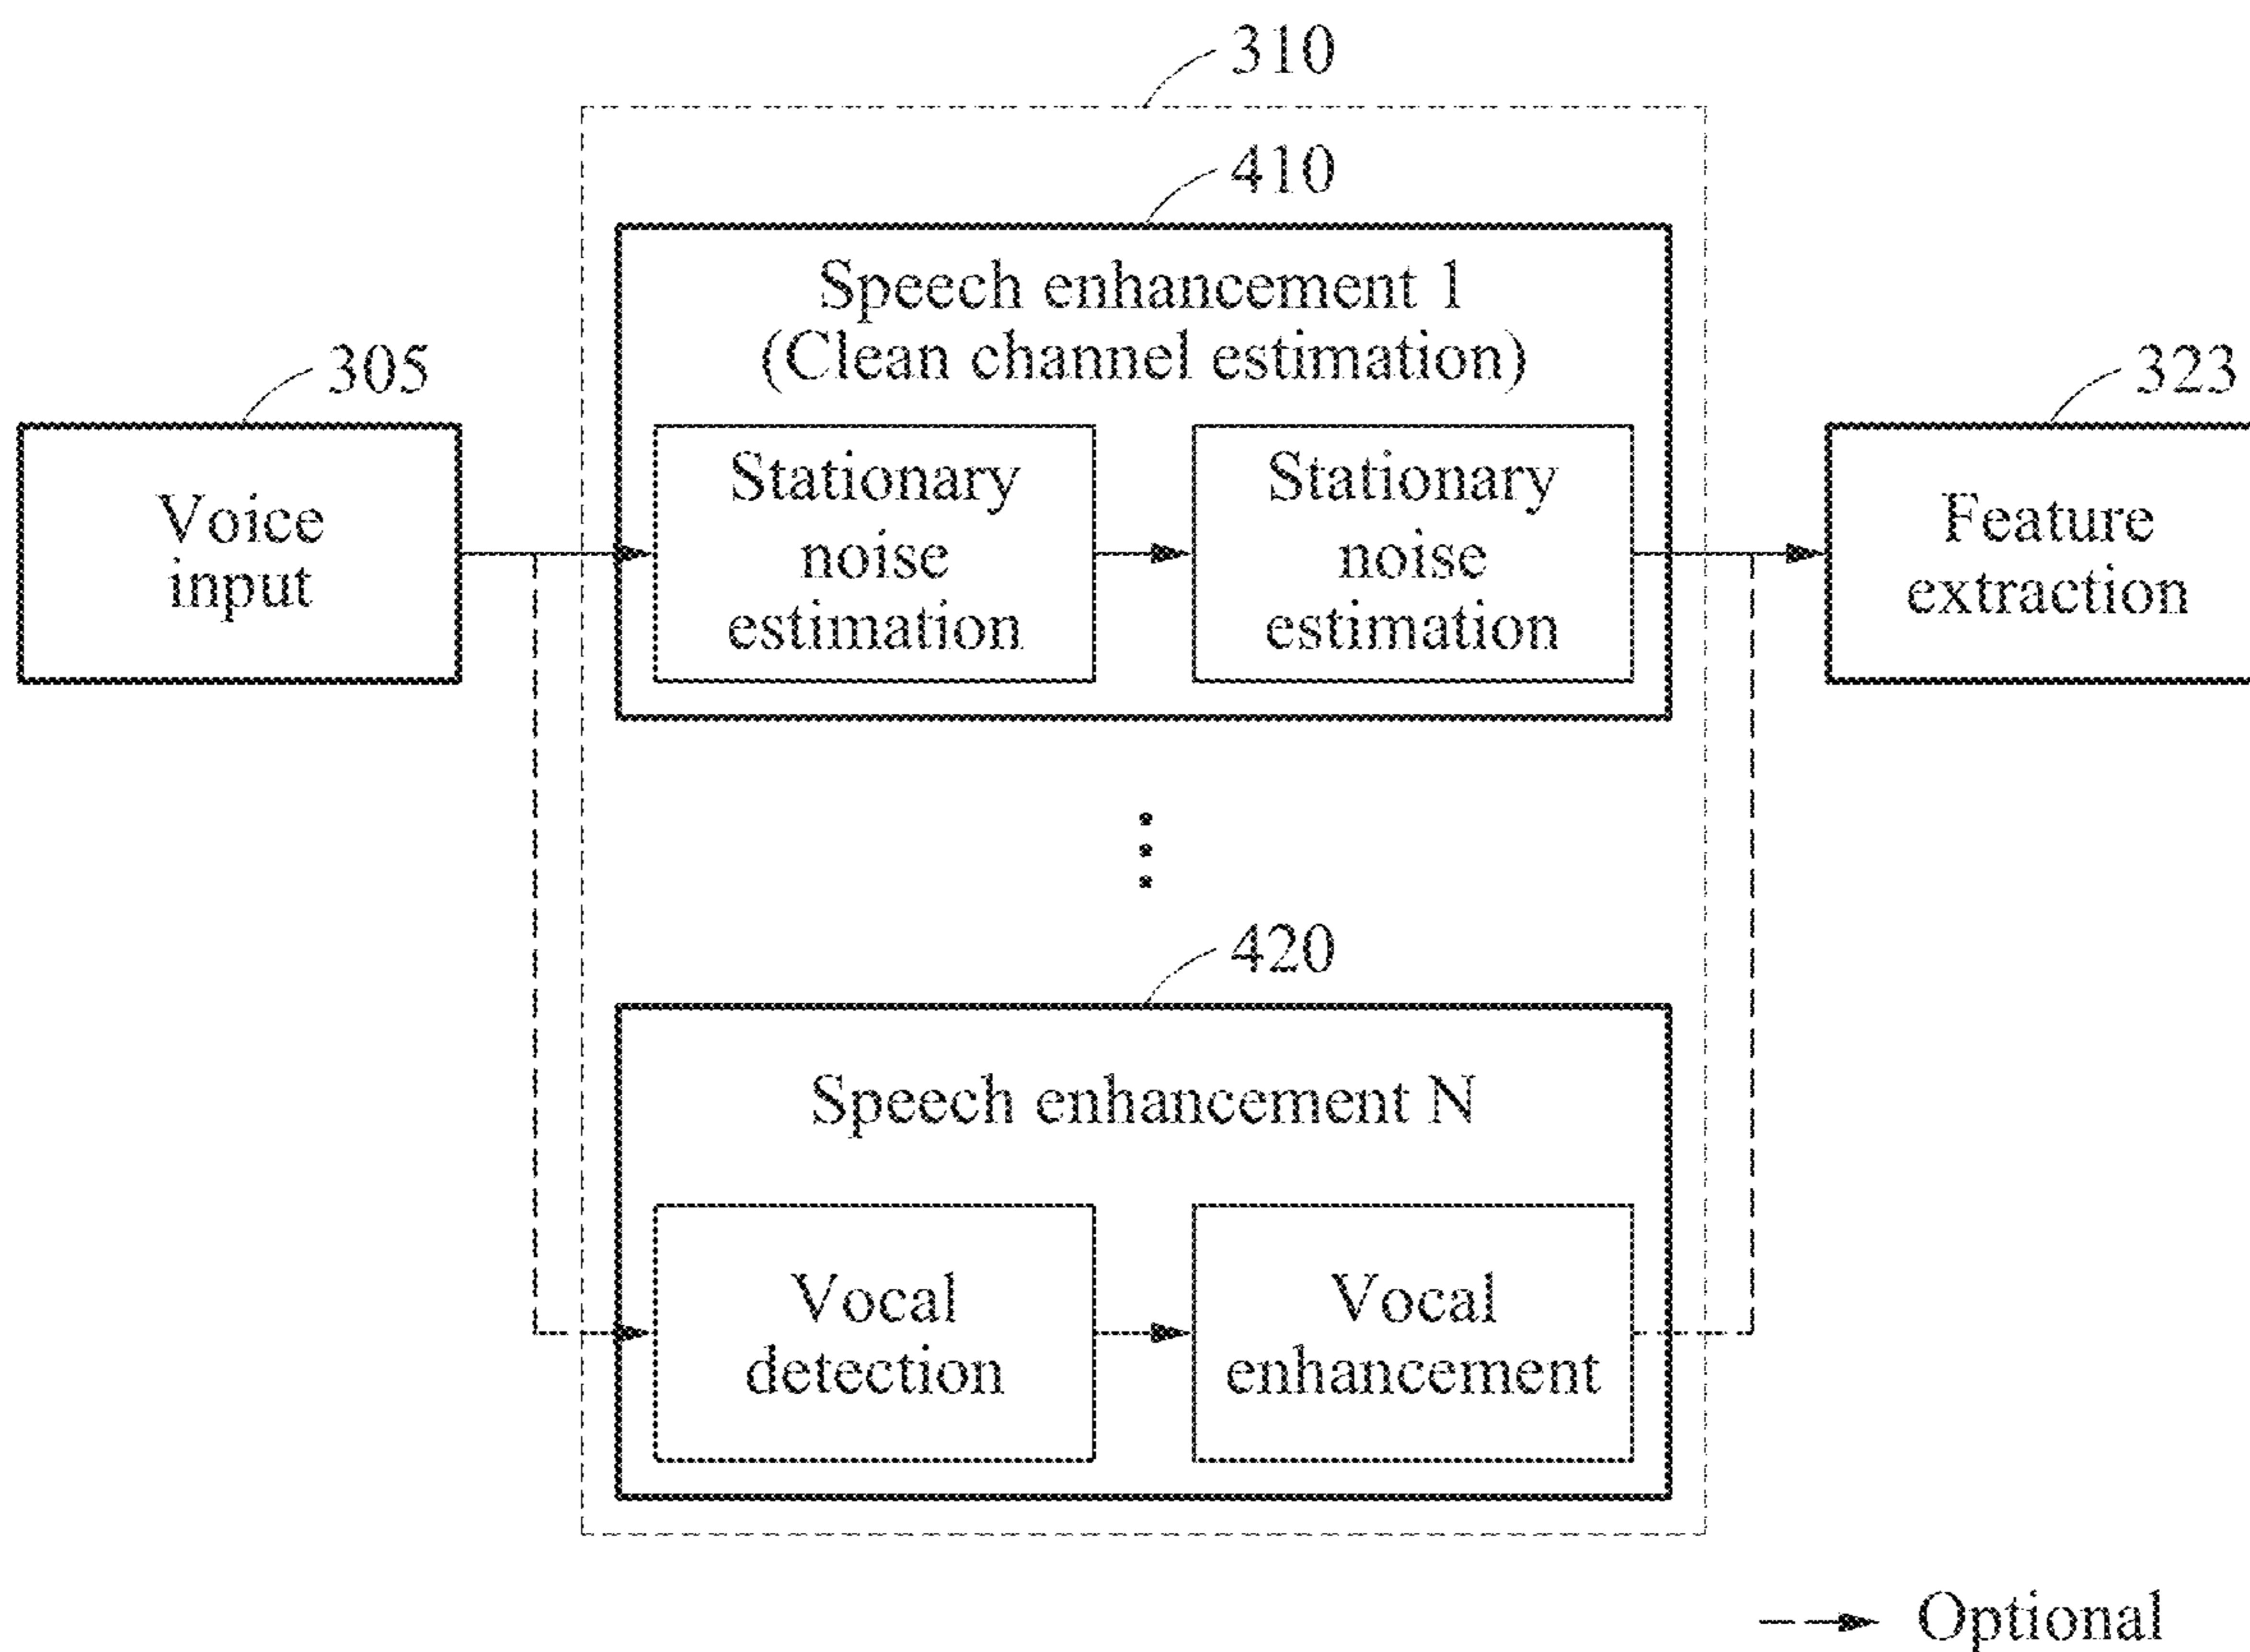 310
410
Speech enhancement 1
(Clean channel estimation)
305
323
Voice
input
Stationary
noise
estimation
Stationary
noise
estimation
Feature
extraction
420
Speech enhancement N
Vocal
detection
Vocal
enhancement
Optional